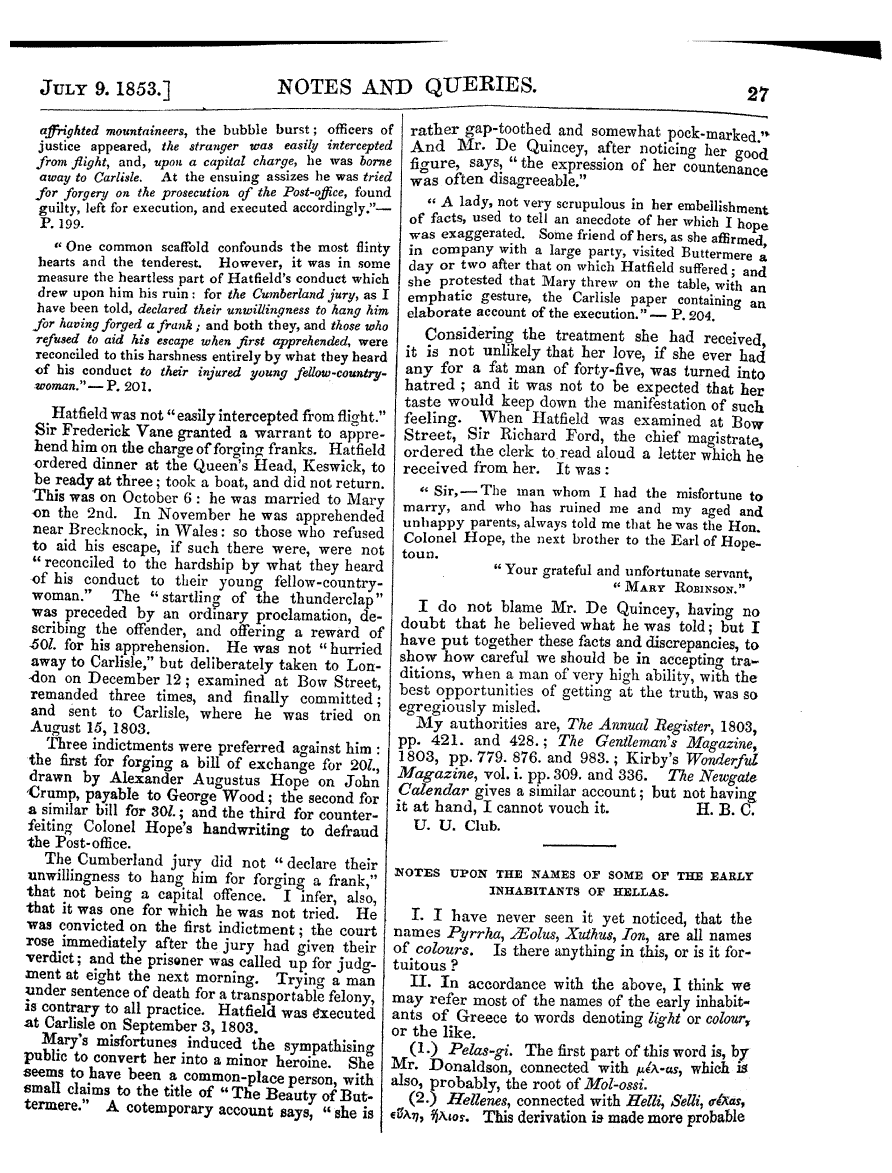 JULY 9. 1853.] NOTES AND QUERIES. 27
affrighted mountaineers, the bubble burst; officers of
justice appeared, the stranger was easily intercepted
from flight, and, upon a capital charge, he was borne
away to Carlisle. At the ensuing assizes he was tried
for forgery on the prosecution of the Post-office, found
guilty, left for execution, and executed accordingly."—
P. 199.
" One common scaffold confounds the most flinty
hearts and the tenderest. However, it was in some
measure the heartless part of Hatfield's conduct which
drew upon him his ruin: for the Cumberland jury, as I
have been told, declared their unwillingness to hang him
for having forged a frank; and both they, and those who
refused to aid his escape when first apprehended, were
reconciled to this harshness entirely by what they heard
of his conduct to their injured young fellow-country-
woman."—P. 201.
Hatfield was not "easily intercepted from flight."
Sir Frederick Vane granted a warrant to appre-
hend him on the charge of forging franks. Hatfield
ordered dinner at the Queen's Head, Keswick, to
be ready at three; took a boat, and did not return.
This was on October 6: he was married to Mary
on the 2nd. In November he was apprehended
near Brecknock, in Wales: so those who refused
to aid his escape, if such there were, were not
"reconciled to the hardship by what they heard
of his conduct to their young fellow-country-
woman." The "startling of the thunderclap"
was preceded by an ordinary proclamation, de-
scribing the offender, and offering a reward of
50l. for his apprehension. He was not "hurried
away to Carlisle," but deliberately taken to Lon-
don on December 12; examined at Bow Street,
remanded three times, and finally committed;
and sent to Carlisle, where he was tried on
August 15, 1803.
Three indictments were preferred against him:
the first for forging a bill of exchange for 20l.,
drawn by Alexander Augustus Hope on John
Crump, payable to George Wood; the second for
a similar bill for 30l.; and the third for counter-
feiting Colonel Hope's handwriting to defraud
the Post-office.
The Cumberland jury did not "declare their
unwillingness to hang him for forging a frank,"
that not being a capital offence. I infer, also,
that it was one for which he was not tried. He
was convicted on the first indictment; the court
rose immediately after the jury had given their
verdict; and the prisoner was called up for judg-
ment at eight the next morning. Trying a man
under sentence of death for a transportable felony,
is contrary to all practice. Hatfield was executed
at Carlisle on September 3, 1803.
Mary's misfortunes induced the sympathising
public to convert her into a minor heroine. She
seems to have been a common-place person, with
small claims to the title of "The Beauty of But-
termere." A cotemporary account says, "she is
rather gap-toothed and somewhat pock-marked."
And Mr. De Quincey, after noticing her good
figure, says, "the expression of her countenance
was often disagreeable."
" A lady, not very scrupulous in her embellishment
of facts, used to tell an anecdote of her which I hope
was exaggerated. Some friend of hers, as she affirmed,
in company with a large party, visited Buttermere a
day or two after that on which Hatfield suffered; and
she protested that Mary threw on the table, with an
emphatic gesture, the Carlisle paper containing an
elaborate account of the execution."—P. 204.
Considering the treatment she had received,
it is not unlikely that her love, if she ever had
any for a fat man of forty-five, was turned into
hatred; and it was not to be expected that her
taste would keep down the manifestation of such
feeling. When Hatfield was examined at Bow
Street, Sir Richard Ford, the chief magistrate,
ordered the clerk to read aloud a letter which he
received from her. It was:
" Sir,—The man whom I had the misfortune to
marry, and who has ruined me and my aged and
unhappy parents, always told me that he was the Hon.
Colonel Hope, the next brother to the Earl of Hope-
toun.
" Your grateful and unfortunate servant,
" MARY ROBINSON."
I do not blame Mr. De Quincey, having no
doubt that he believed what he was told; but I
have put together these facts and discrepancies, to
show how careful we should be in accepting tra-
ditions, when a man of very high ability, with the
best opportunities of getting at the truth, was so
egregiously misled.
My authorities are, The Annual Register, 1803,
pp. 421. and 428.; The Gentleman's Magazine,
1803, pp. 779. 876. and 983.; Kirby's Wonderful
Magazine, vol. i. pp. 309. and 336. The Newgate
Calendar gives a similar account; but not having
it at hand, I cannot vouch it. H. B. C.
U. U. Club.
NOTES UPON THE NAMES OF SOME OF THE EARLY
INHABITANTS OF HELLAS.
I. I have never seen it yet noticed, that the
names Pyrrha, Æolus, Xuthus, Ion, are all names
of colours. Is there anything in this, or is it for-
tuitous?
II. In accordance with the above, I think we
may refer most of the names of the early inhabit-
ants of Greece to words denoting light or colour,
or the like.
(1.) Pelas-gi. The first part of this word is, by
Mr. Donaldson, connected with μέλ-ας, which is
also, probably, the root of Mol-ossi.
(2.) Hellenes, connected with Helli, Selli, σέλας,
εὕλη, ἥλιος. This derivation is made more probable